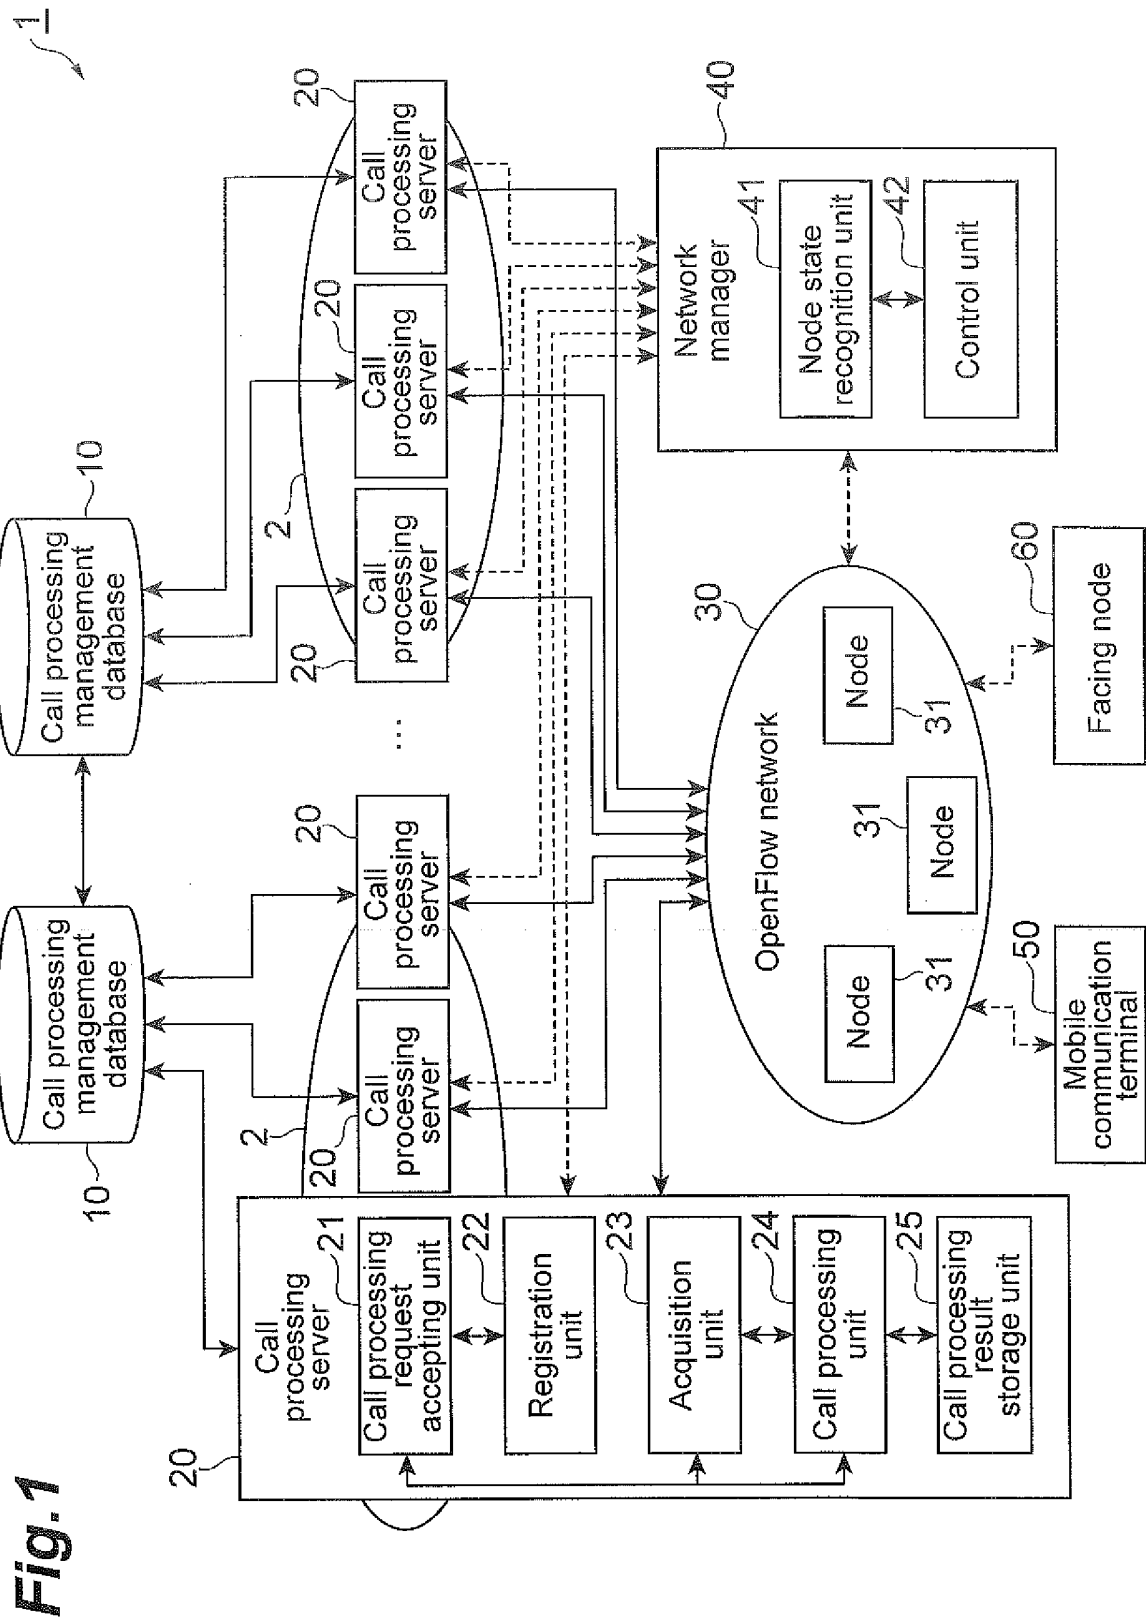 Fig.1
1
10
Call processing
management
database
Call processing
management
database
10
20
Call
processing
server
21
Call processing
request
accepting unit
22
Registration
unit
23
Acquisition
unit
24
Call processing
unit
25
Call processing
result
storage unit
2
20
Call
processing
server
20
Call
processing
server
...
20
Call
processing
server
2
20
Call
processing
server
20
Call
processing
server
30
OpenFlow network
Node
31
Node
31
Node
31
40
Network
manager
41
Node state
recognition unit
42
Control unit
50
Mobile
communication
terminal
60
Facing node